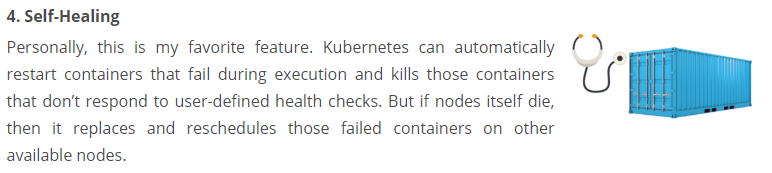 4. Self-Healing
Personally, this is my favorite feature. Kubernetes can automatically
restart containers that fail during execution and kills those containers
that don’t respond to user-defined health checks. But if nodes itself die,
then it replaces and reschedules those failed containers on other
available nodes.